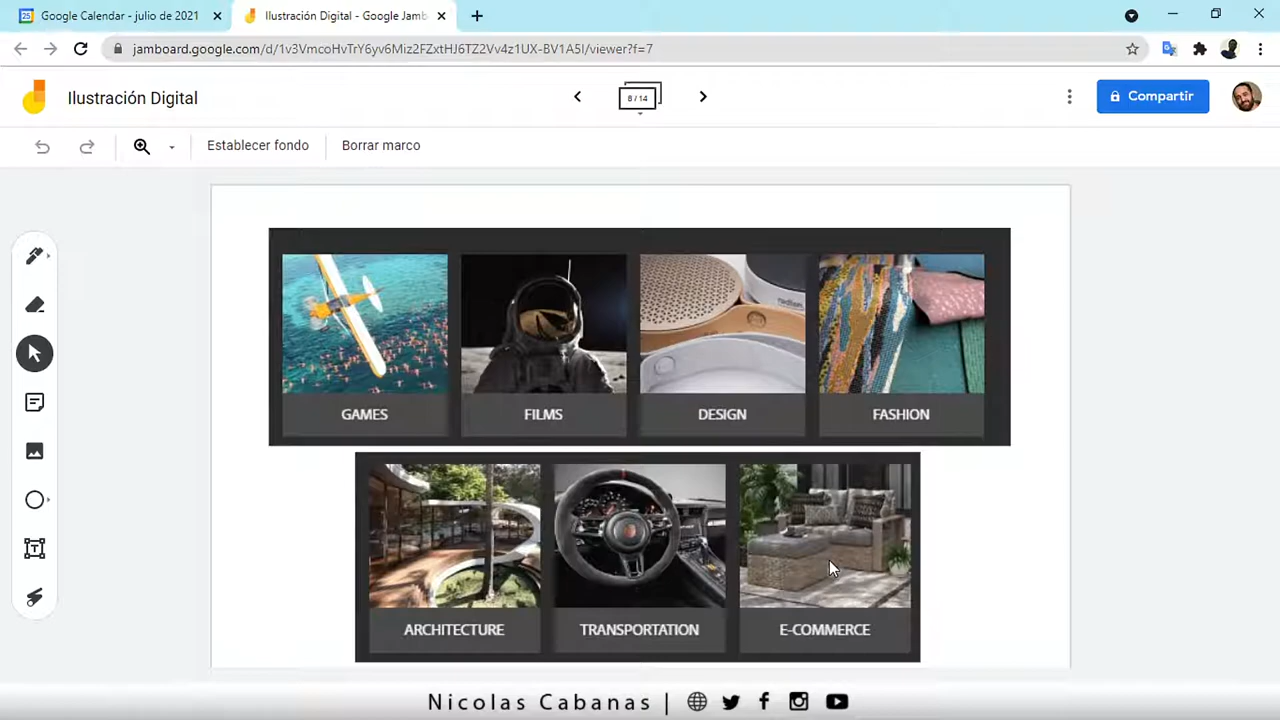 Google Calendar - julio de 2021
Ilustración Digital - Google Jamb
jamboard.google.com/d/1v3VmcoHvTrY6yv6Miz2FZxtHJ6TZ2Vv4z1UX-BV1A5I/viewer?f=7
Ilustración Digital
8 / 14
Compartir
Establecer fondo
Borrar marco
GAMES
FILMS
DESIGN
FASHION
ARCHITECTURE
TRANSPORTATION
E-COMMERCE
Nicolas Cabanas |